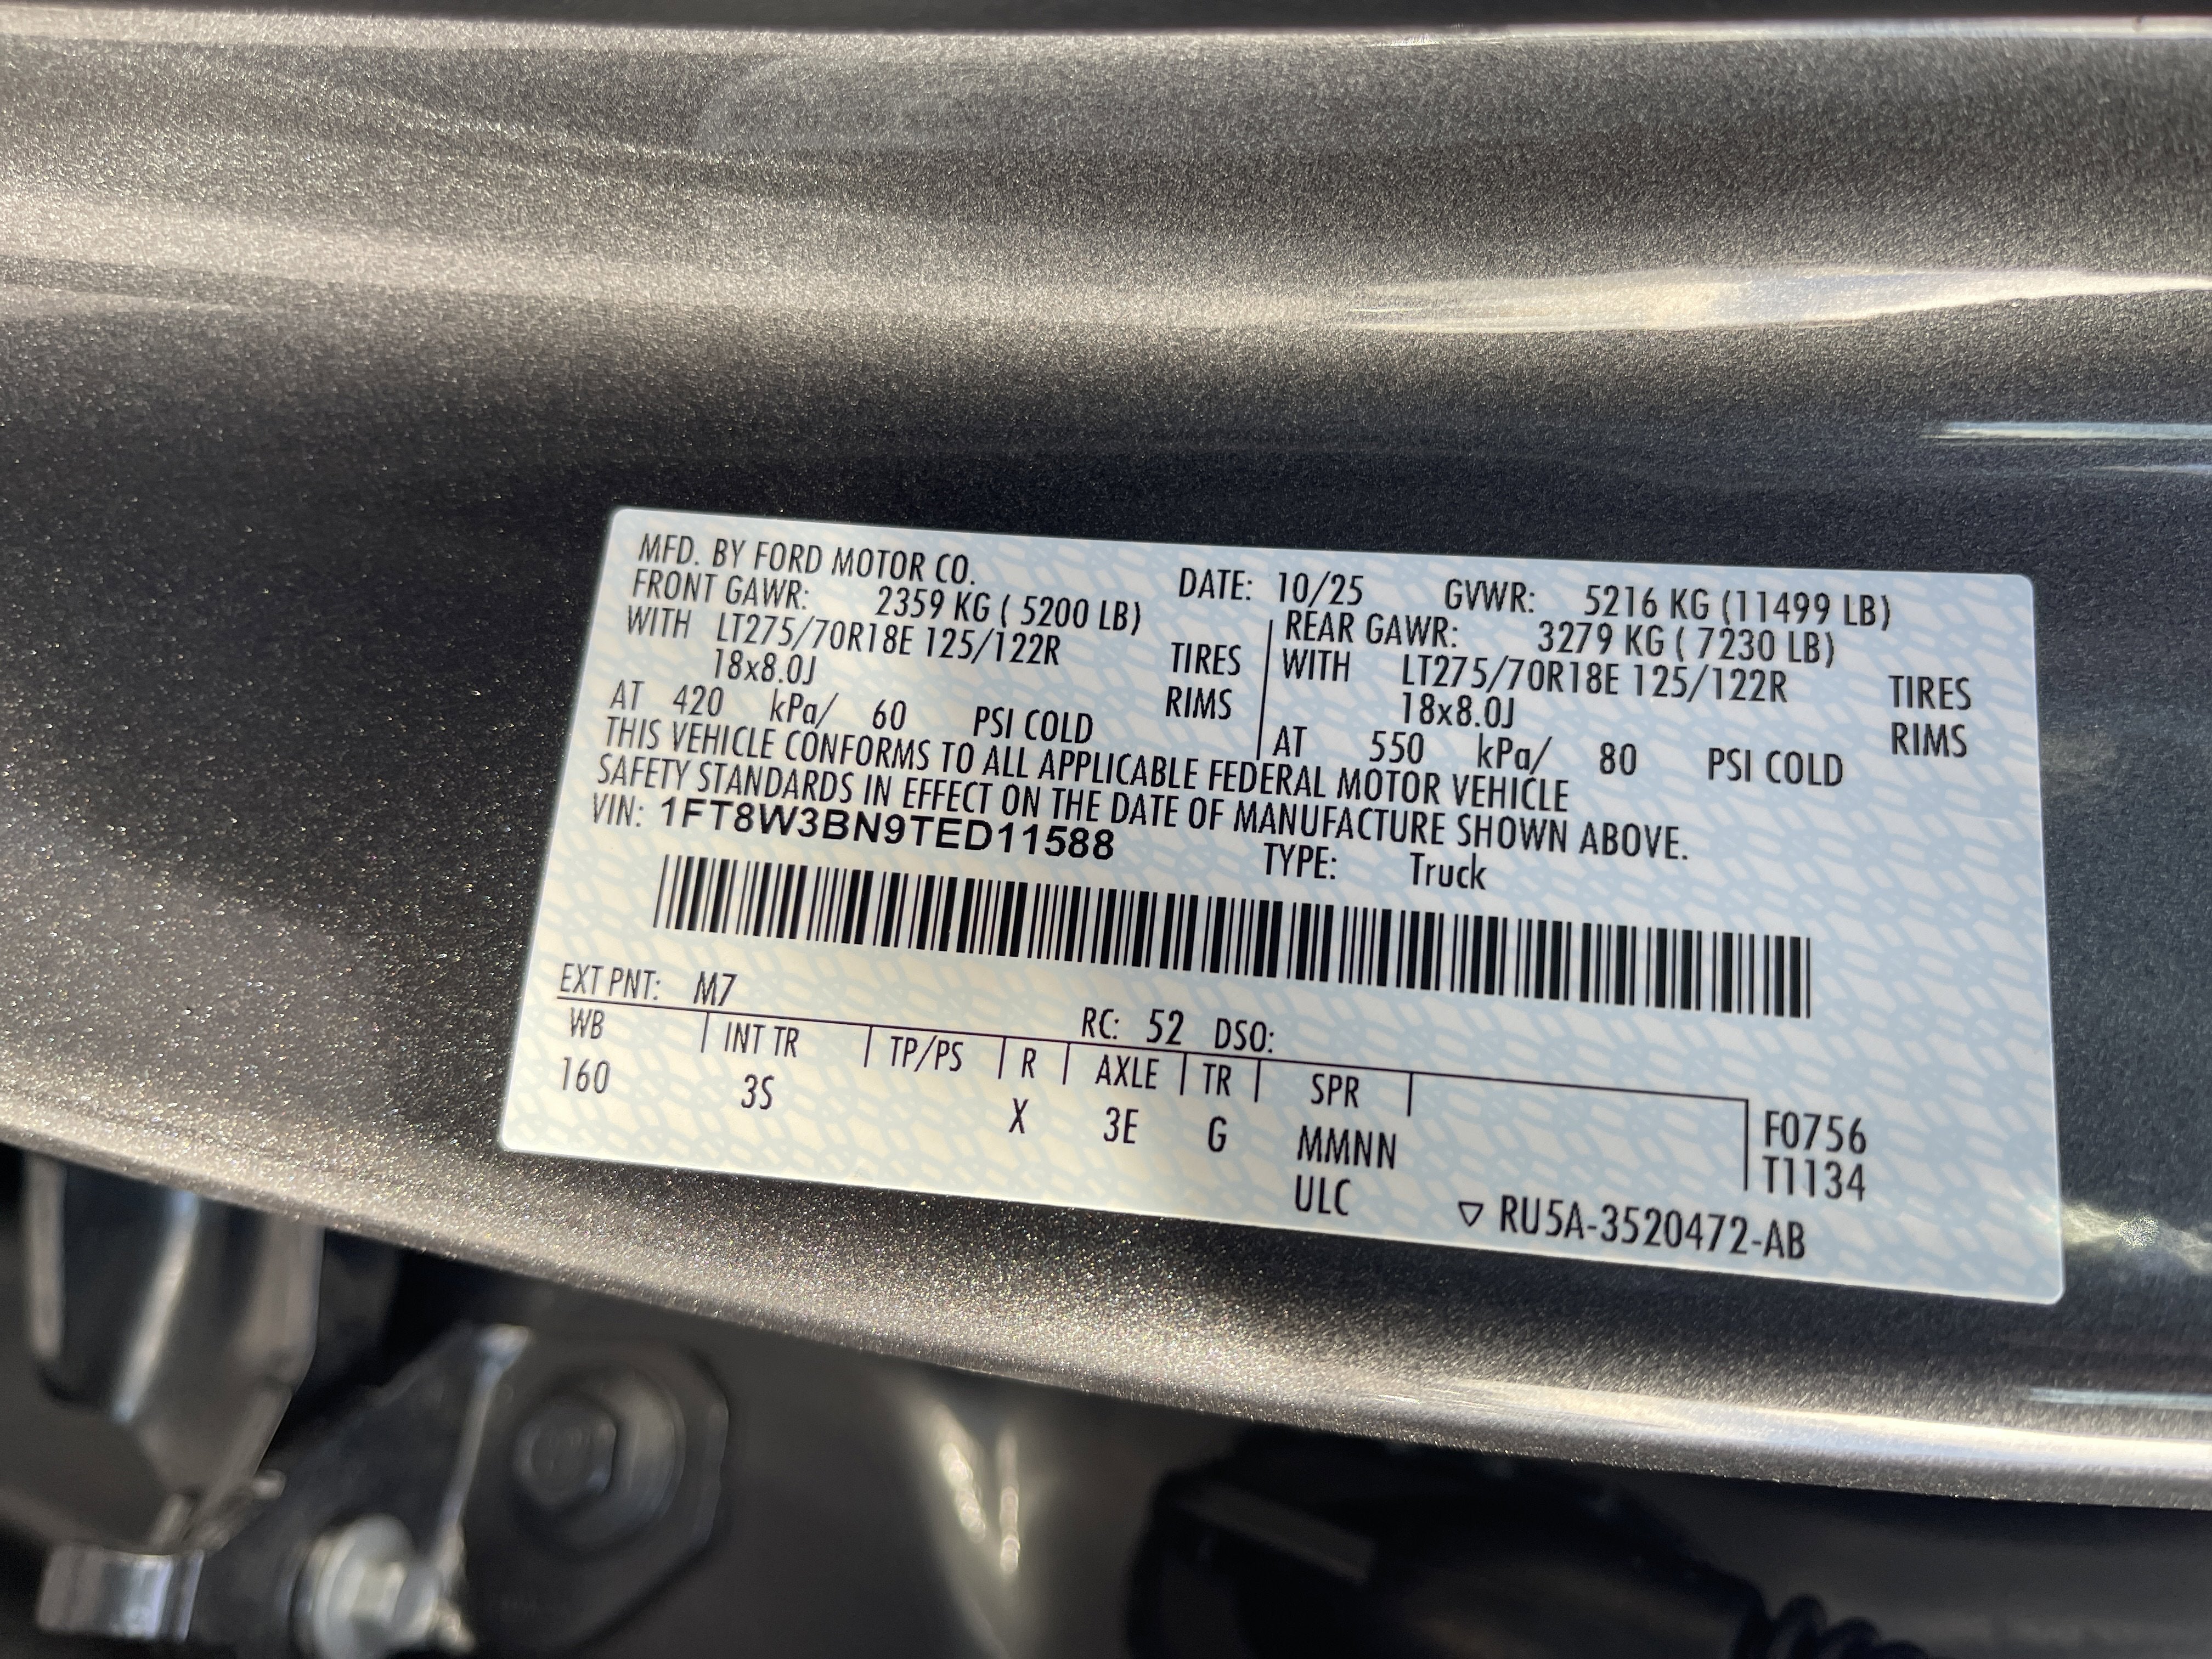 MFD. BY FORD MOTOR CO. DATE: 10/25 GVWR: 5216 KG (11499 LB)
FRONT GAWR: 2359 KG ( 5200 LB) REAR GAWR: 3279 KG ( 7230 LB)
WITH LT275/70R18E 125/122R TIRES WITH LT275/70R18E 125/122R TIRES
18x8.0J RIMS 18x8.0J RIMS
AT 420 kPa/ 60 PSI COLD AT 550 kPa/ 80 PSI COLD
THIS VEHICLE CONFORMS TO ALL APPLICABLE FEDERAL MOTOR VEHICLE
SAFETY STANDARDS IN EFFECT ON THE DATE OF MANUFACTURE SHOWN ABOVE.
VIN: 1FT8W3BN9TED11588 TYPE: Truck
EXT PNT: M7 RC: 52 DSO:
WB INT TR TP/PS R AXLE TR SPR
160 3S X 3E G MMNN F0756
ULC T1134
▽ RU5A-3520472-AB